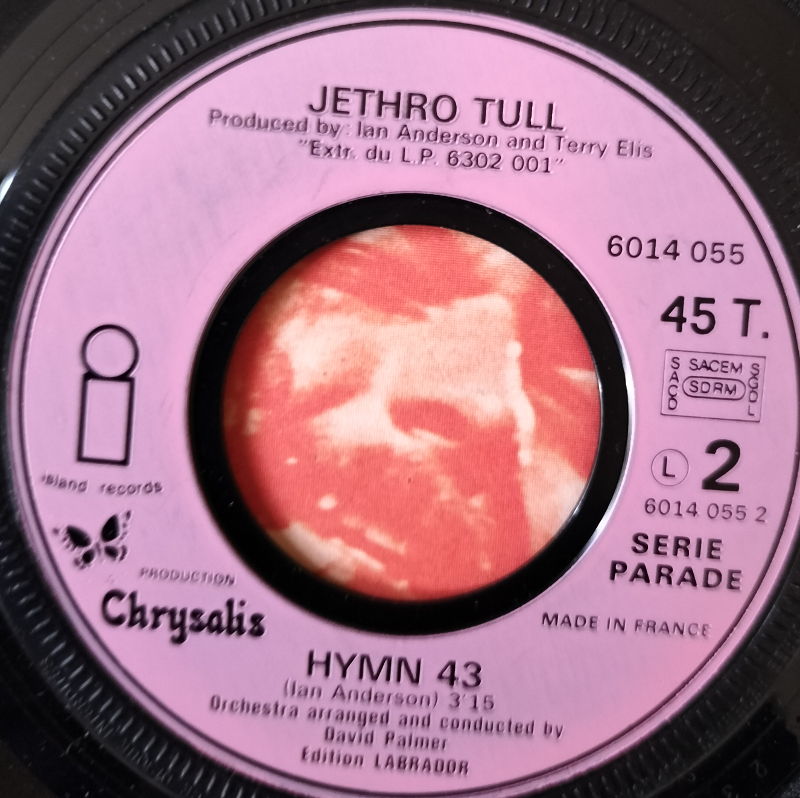 JETHRO TULL
Produced by: Ian Anderson and Terry Elis
"Extr. du L.P. 6302 001"
6014 055
45 T.
SACEM
SACD
SDRM
SGDL
L 2
6014 055 2
SERIE
PARADE
MADE IN FRANCE
island records
PRODUCTION
Chrysalis
HYMN 43
(Ian Anderson) 3'15
Orchestra arranged and conducted by
David Palmer
Edition LABRADOR